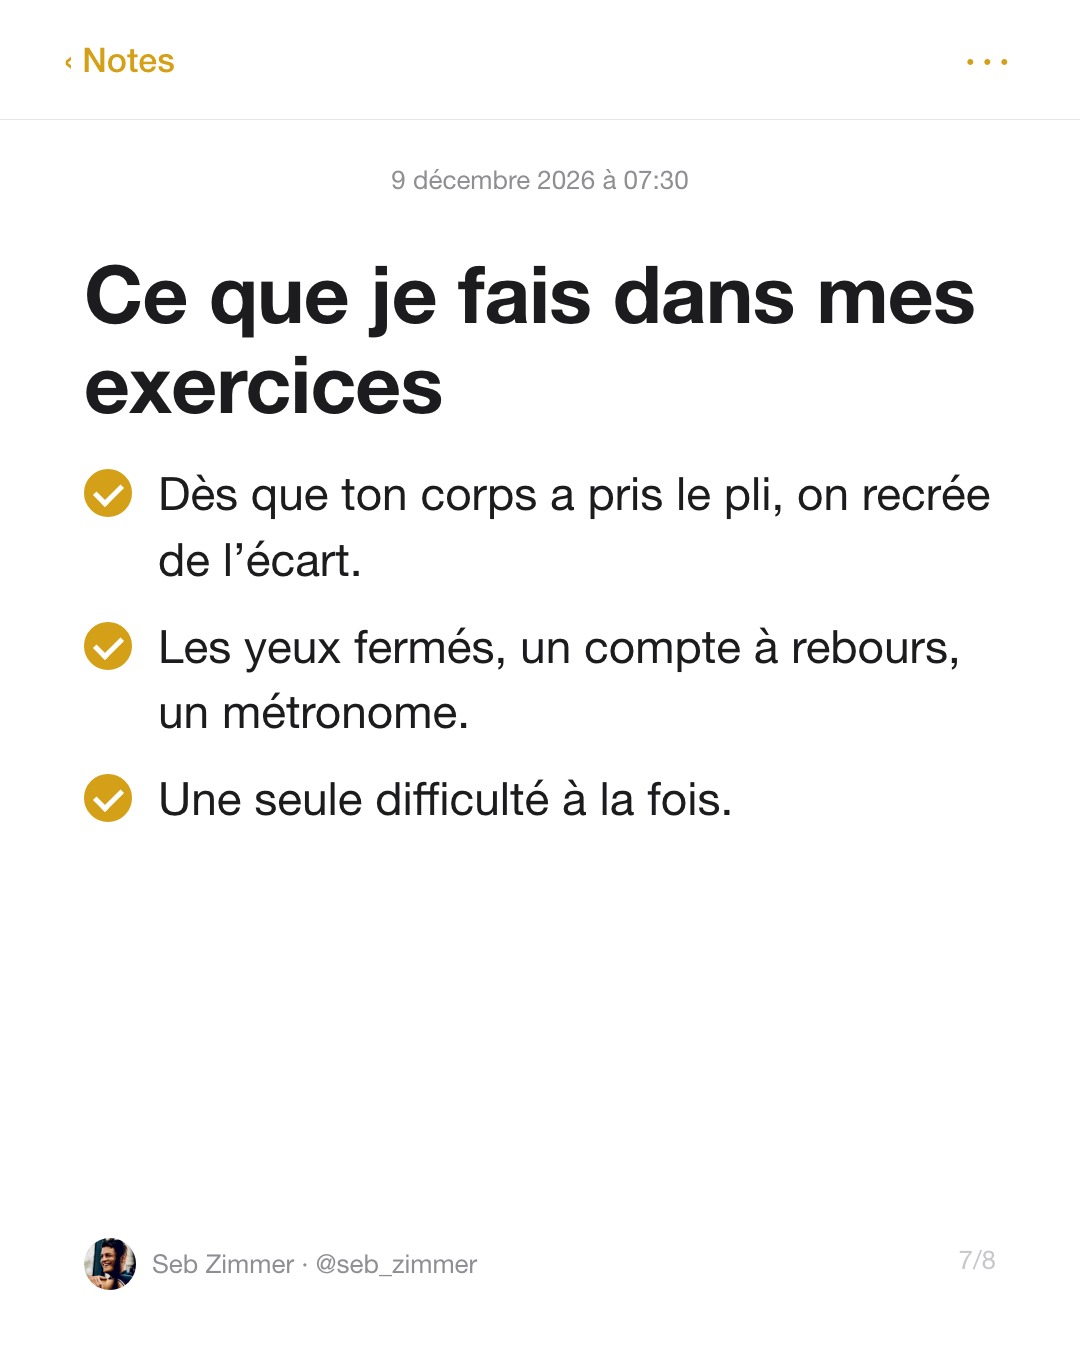 ‹ Notes
9 décembre 2026 à 07:30
Ce que je fais dans mes
exercices
Dès que ton corps a pris le pli, on recrée
de l’écart.
Les yeux fermés, un compte à rebours,
un métronome.
Une seule difficulté à la fois.
Seb Zimmer · @seb_zimmer
7/8